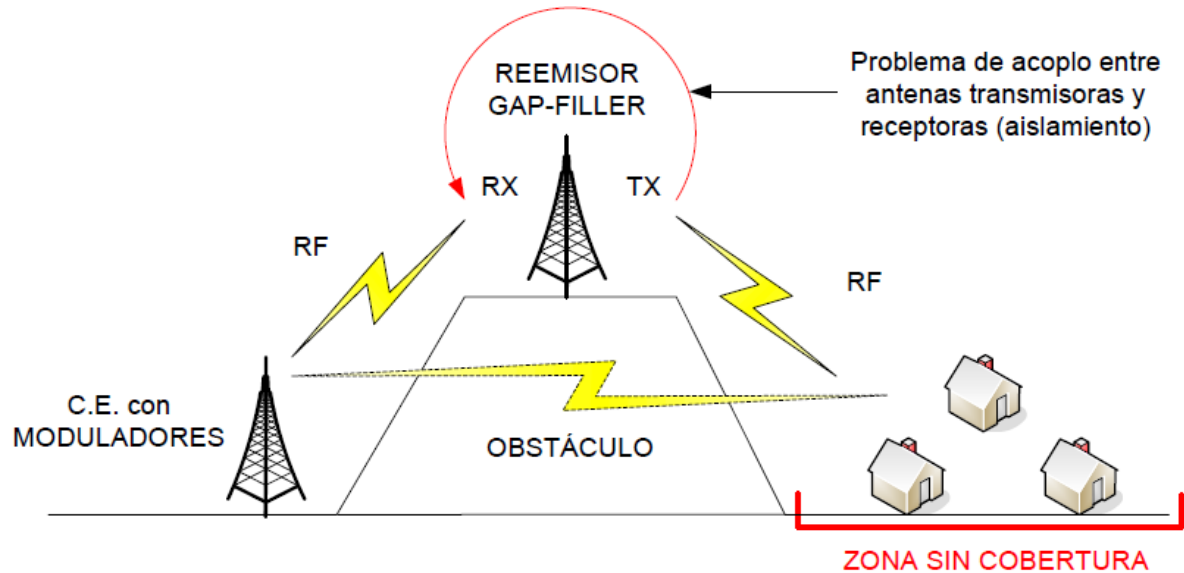 REEMISOR
GAP-FILLER
Problema de acoplo entre
antenas transmisoras y
receptoras (aislamiento)
RX
TX
RF
RF
C.E. con
MODULADORES
OBSTÁCULO
ZONA SIN COBERTURA